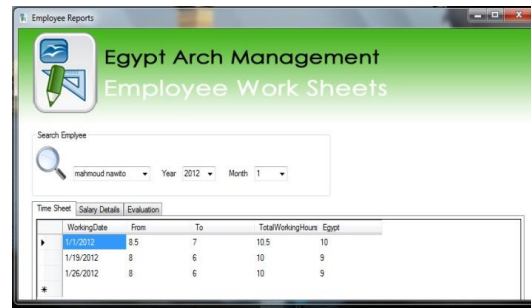 Employee Reports
Egypt Arch Management
Employee Work Sheets
Search Emplyee
mahmoud nawito Year 2012 Month 1
Time Sheet Salary Details Evaluation
WorkingDate From To TotalWorkingHours Egypt
1/1/2012 8.5 7 10.5 10
1/19/2012 8 6 10 9
1/26/2012 8 6 10 9